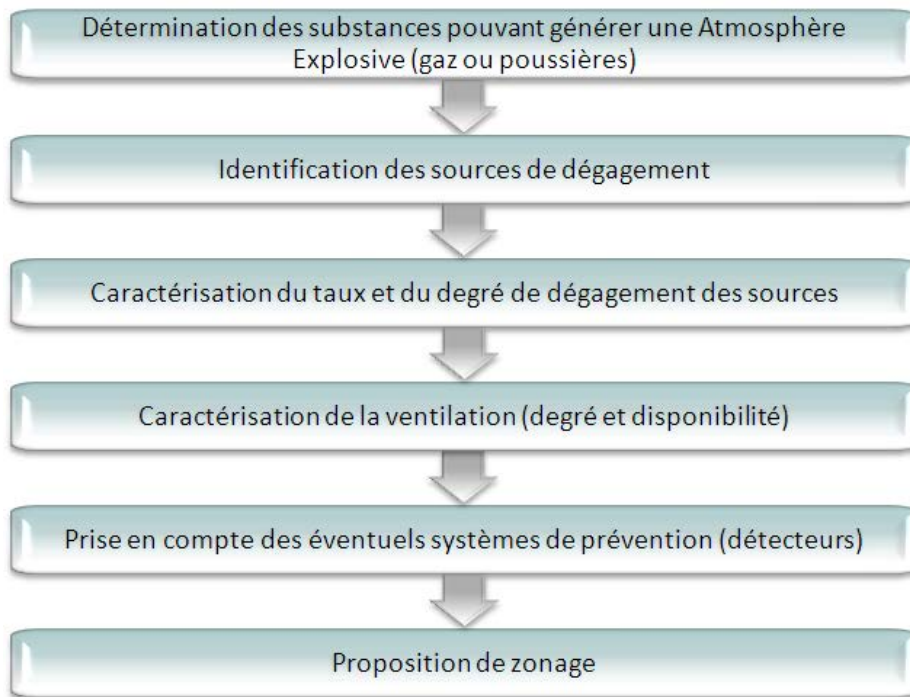 Détermination des substances pouvant générer une Atmosphère
Explosive (gaz ou poussières)
Identification des sources de dégagement
Caractérisation du taux et du degré de dégagement des sources
Caractérisation de la ventilation (degré et disponibilité)
Prise en compte des éventuels systèmes de prévention (détecteurs)
Proposition de zonage